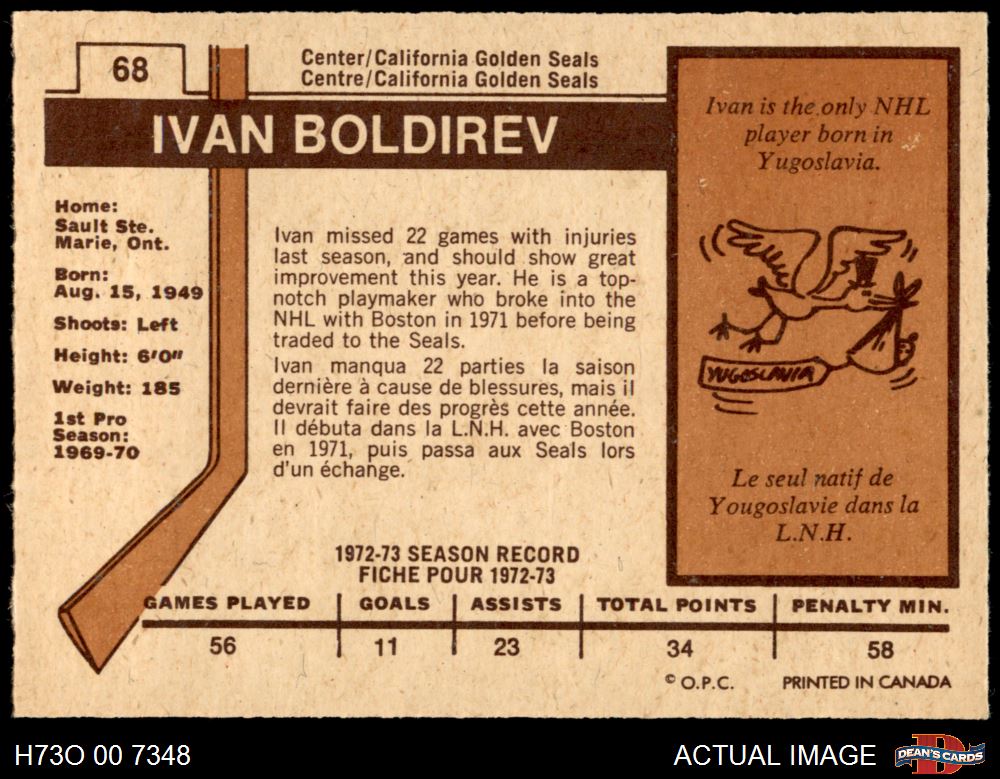 68
Center/California Golden Seals
Centre/California Golden Seals
IVAN BOLDIREV
Home:
Sault Ste.
Marie, Ont.
Born:
Aug. 15, 1949
Shoots: Left
Height: 6'0"
Weight: 185
1st Pro
Season:
1969-70
Ivan missed 22 games with injuries
last season, and should show great
improvement this year. He is a top-
notch playmaker who broke into the
NHL with Boston in 1971 before being
traded to the Seals.
Ivan manqua 22 parties la saison
dernière à cause de blessures, mais il
devrait faire des progrès cette année.
Il débuta dans la L.N.H. avec Boston
en 1971, puis passa aux Seals lors
d'un échange.
Ivan is the only NHL
player born in
Yugoslavia.
YUGOSLAVIA
Le seul natif de
Yougoslavie dans la
L.N.H.
1972-73 SEASON RECORD
FICHE POUR 1972-73
GAMES PLAYED GOALS ASSISTS TOTAL POINTS PENALTY MIN.
56 11 23 34 58
© O.P.C. PRINTED IN CANADA
H73O 00 7348 ACTUAL IMAGE DEAN'S CARDS